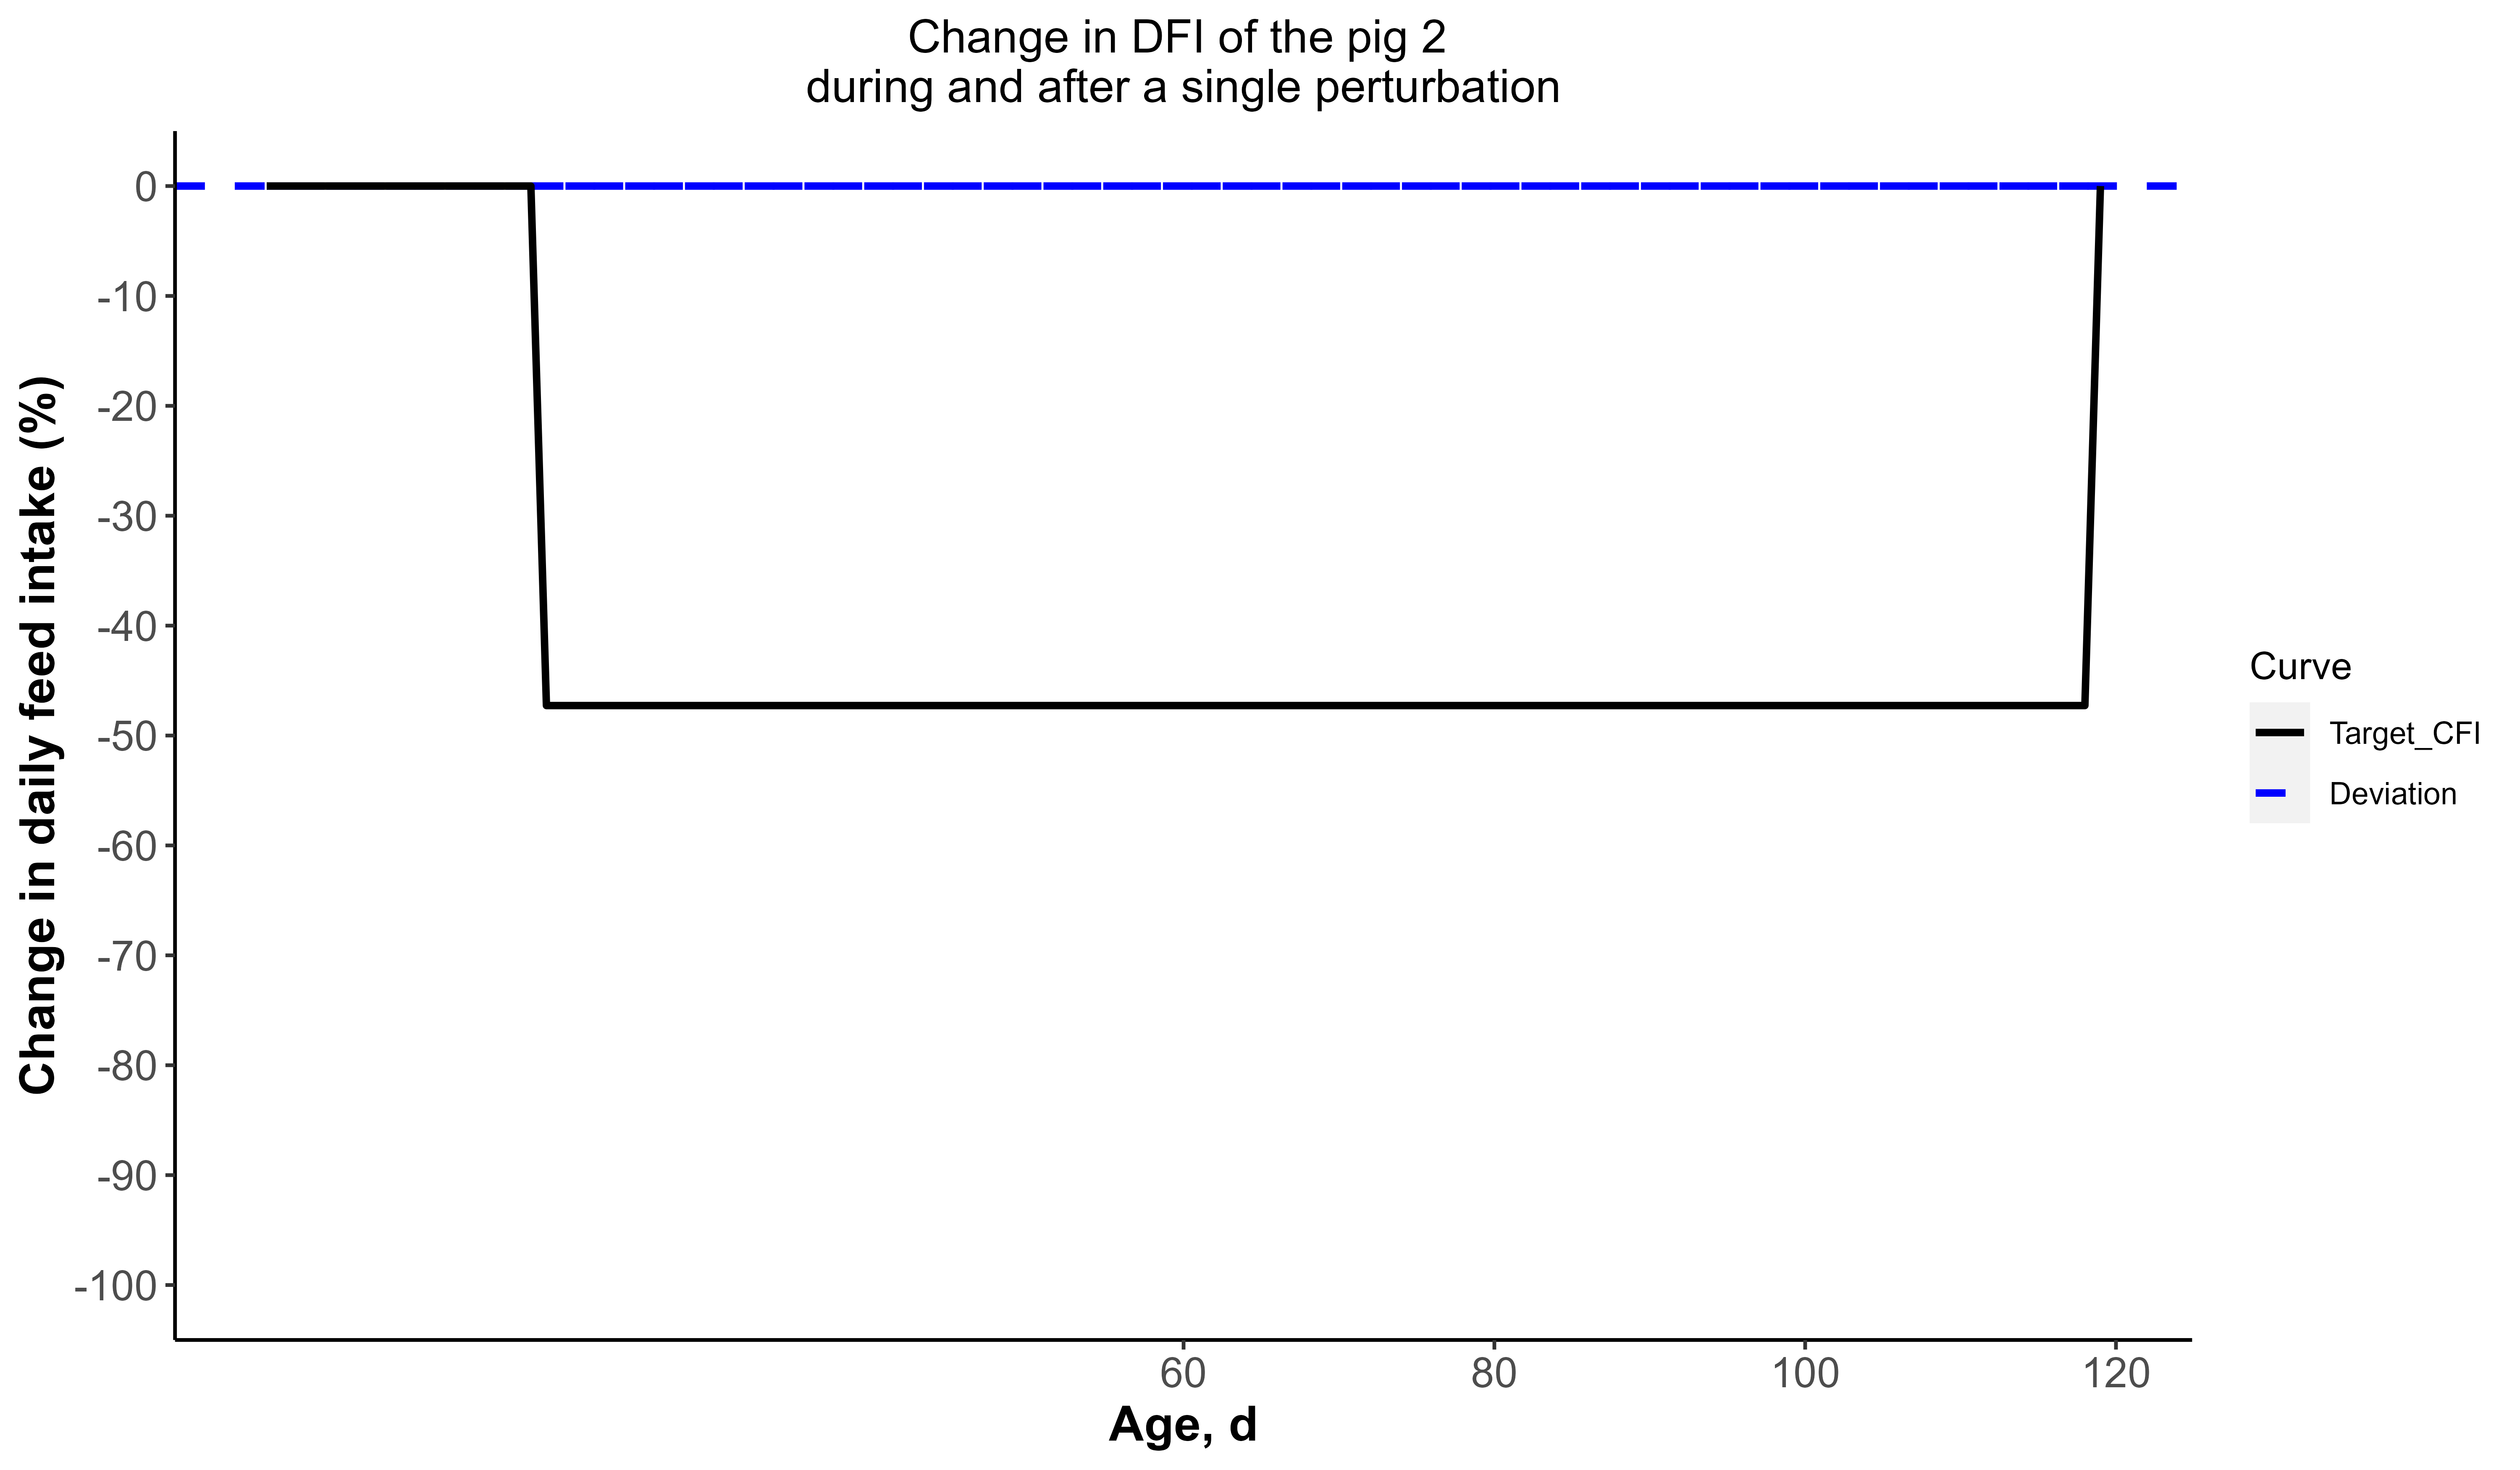 Change in DFI of the pig 2
during and after a single perturbation
Change in daily feed intake (%)
0
-10
-20
-30
-40
-50
-60
-70
-80
-90
-100
60 80 100 120
Age, d
Curve
Target_CFI
Deviation